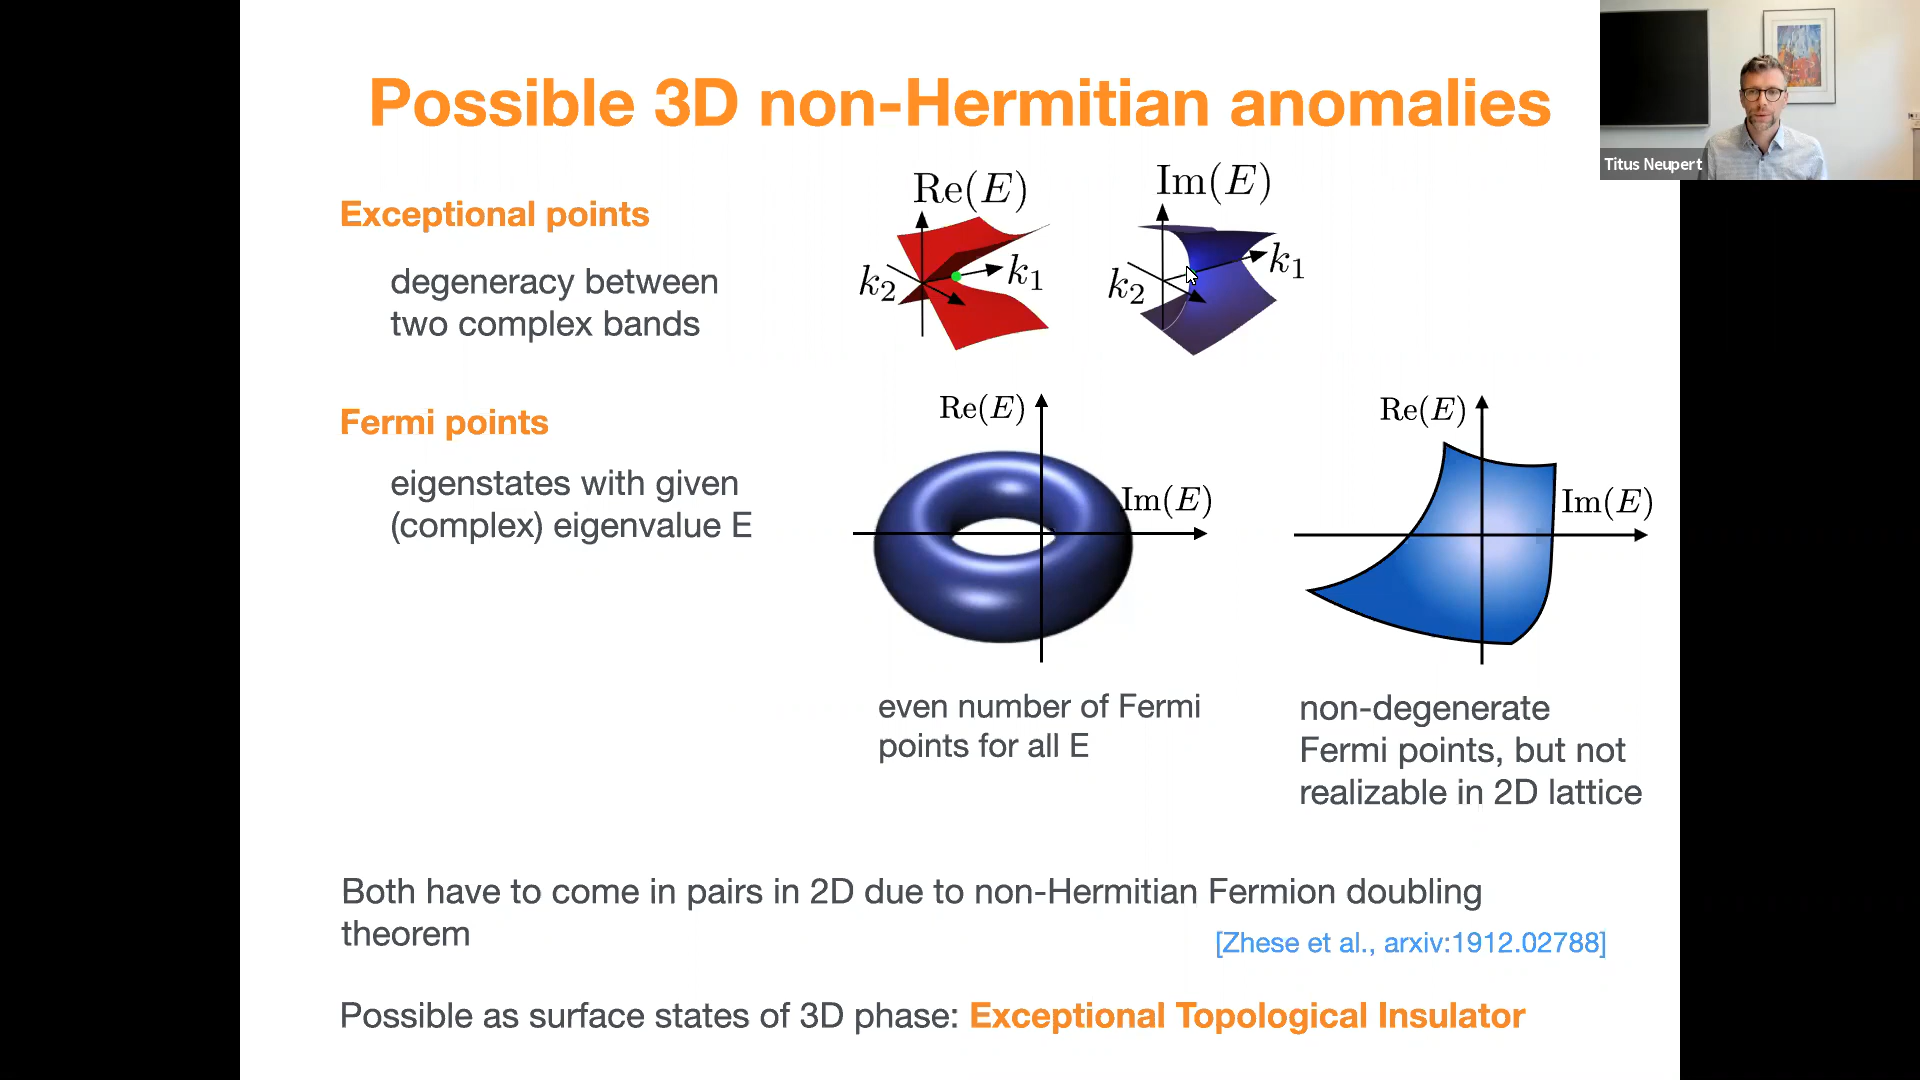 Possible 3D non-Hermitian anomalies
Titus Neupert
Exceptional points
degeneracy between
two complex bands
Re(E)
k2
k1
Im(E)
k2
k1
Fermi points
eigenstates with given
(complex) eigenvalue E
Re(E)
Im(E)
Re(E)
Im(E)
even number of Fermi
points for all E
non-degenerate
Fermi points, but not
realizable in 2D lattice
Both have to come in pairs in 2D due to non-Hermitian Fermion doubling
theorem
[Zhese et al., arxiv:1912.02788]
Possible as surface states of 3D phase: Exceptional Topological Insulator